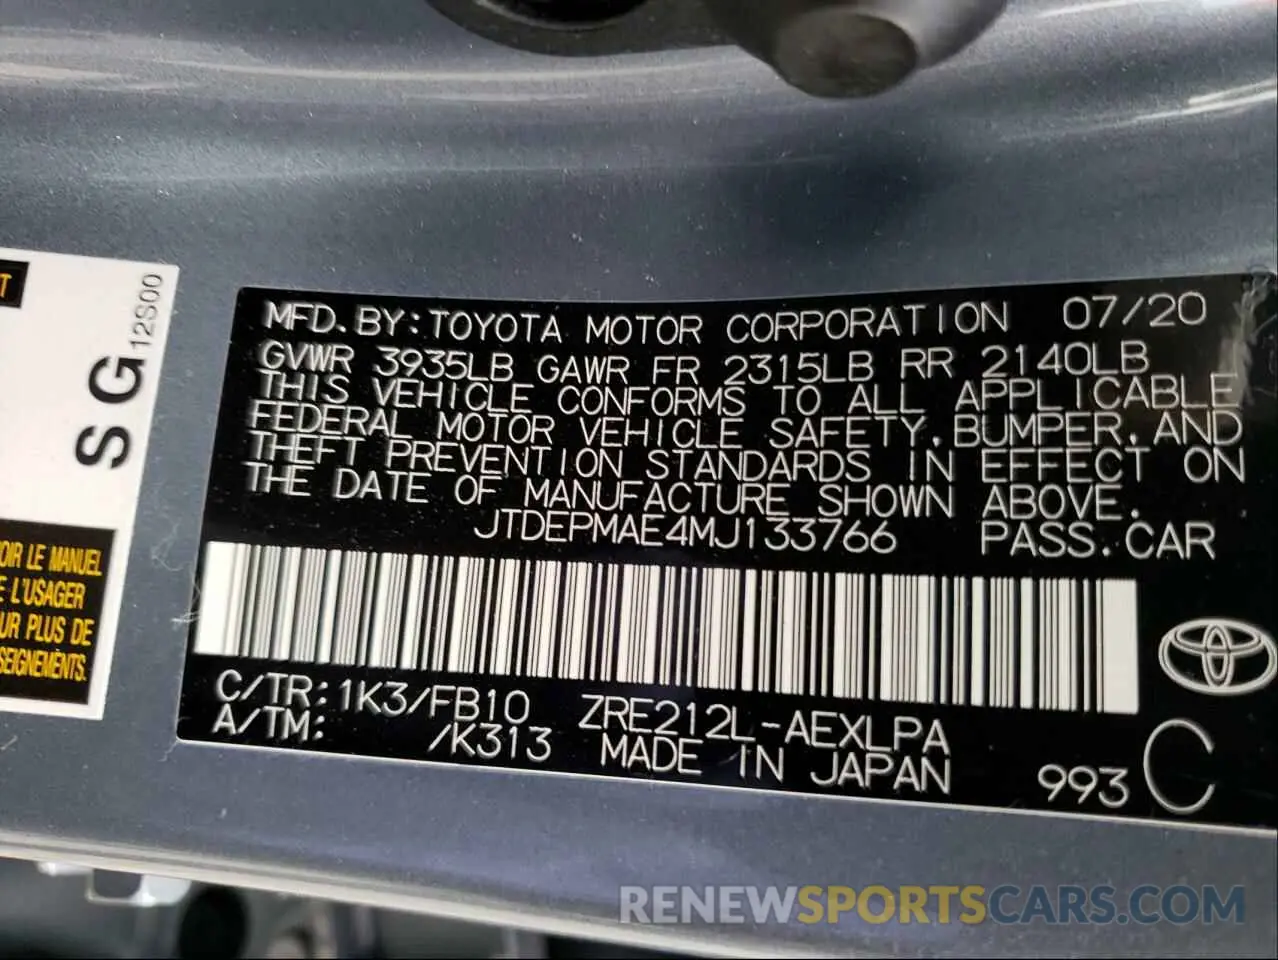 T
SG 12S00
OIR LE MANUEL
E L'USAGER
UR PLUS DE
SEIGNEMENTS.
MFD. BY: TOYOTA MOTOR CORPORATION 07/20
GVWR 3935LB GAWR FR 2315LB RR 2140LB
THIS VEHICLE CONFORMS TO ALL APPLICABLE
FEDERAL MOTOR VEHICLE SAFETY, BUMPER, AND
THEFT PREVENTION STANDARDS IN EFFECT ON
THE DATE OF MANUFACTURE SHOWN ABOVE.
JTDEPMAE4MJ133766 PASS. CAR
C/TR: 1K3/FB10 ZRE212L-AEXLPA
A/TM: /K313 MADE IN JAPAN 993 C
RENEWSPORTSCARS.COM